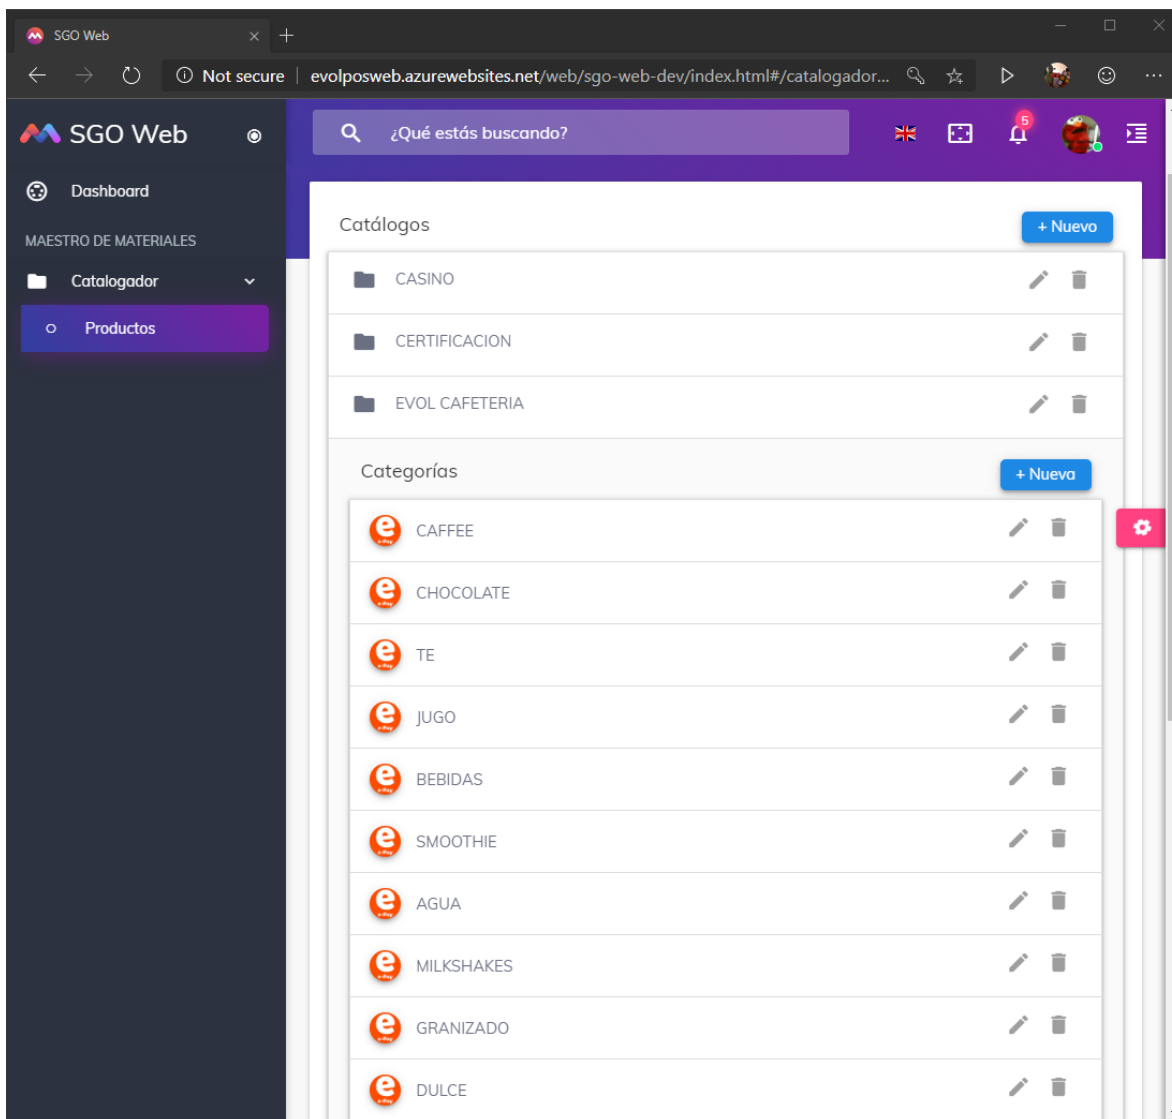 SGO Web
Not secure evolposweb.azurewebsites.net/web/sgo-web-dev/index.html#/catalogador...
SGO Web
¿Qué estás buscando?
5
Dashboard
MAESTRO DE MATERIALES
Catalogador
Productos
Catálogos
+ Nuevo
CASINO
CERTIFICACION
EVOL CAFETERIA
Categorías
+ Nueva
e CAFFEE
e CHOCOLATE
e TE
e JUGO
e BEBIDAS
e SMOOTHIE
e AGUA
e MILKSHAKES
e GRANIZADO
e DULCE